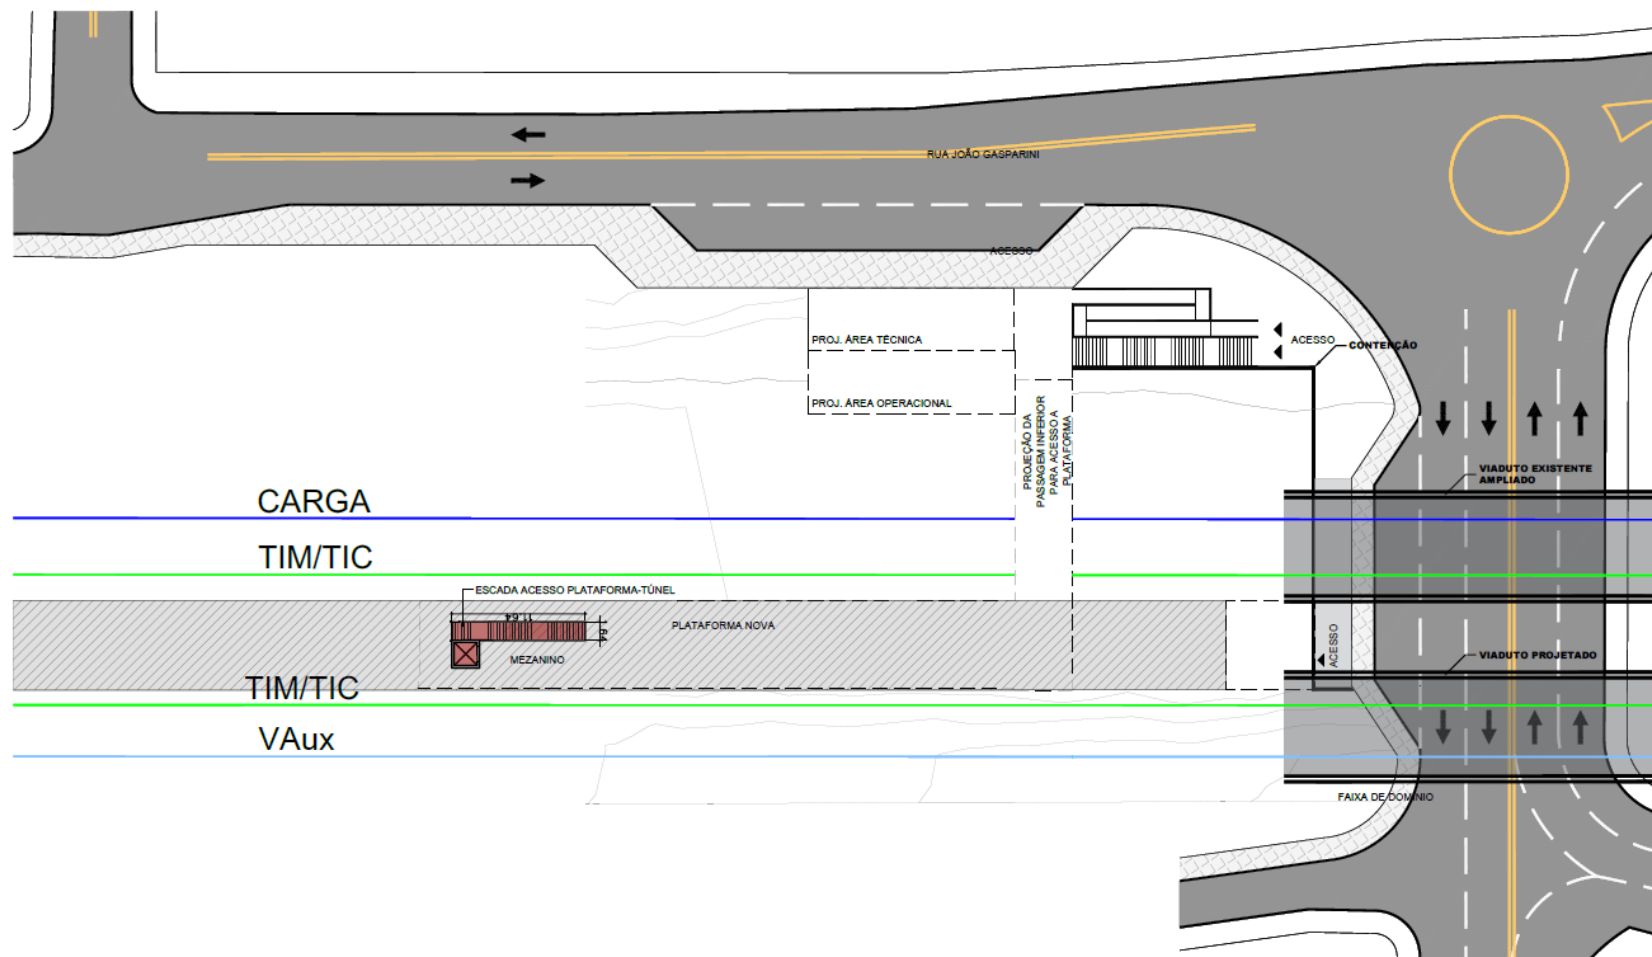 RUA JOÃO GASPARINI
ACESSO
PROJ. ÁREA TÉCNICA
ACESSO
CONTENÇÃO
PROJ. ÁREA OPERACIONAL
PROJEÇÃO DA
PASSAGEM INFERIOR
PARA ACESSO A
PLATAFORMA
VIADUTO EXISTENTE
AMPLIADO
CARGA
TIM/TIC
ESCADA ACESSO PLATAFORMA-TÚNEL
11,64
PLATAFORMA NOVA
MEZANINO
ACESSO
VIADUTO PROJETADO
TIM/TIC
VAux
FAIXA DE DOMÍNIO